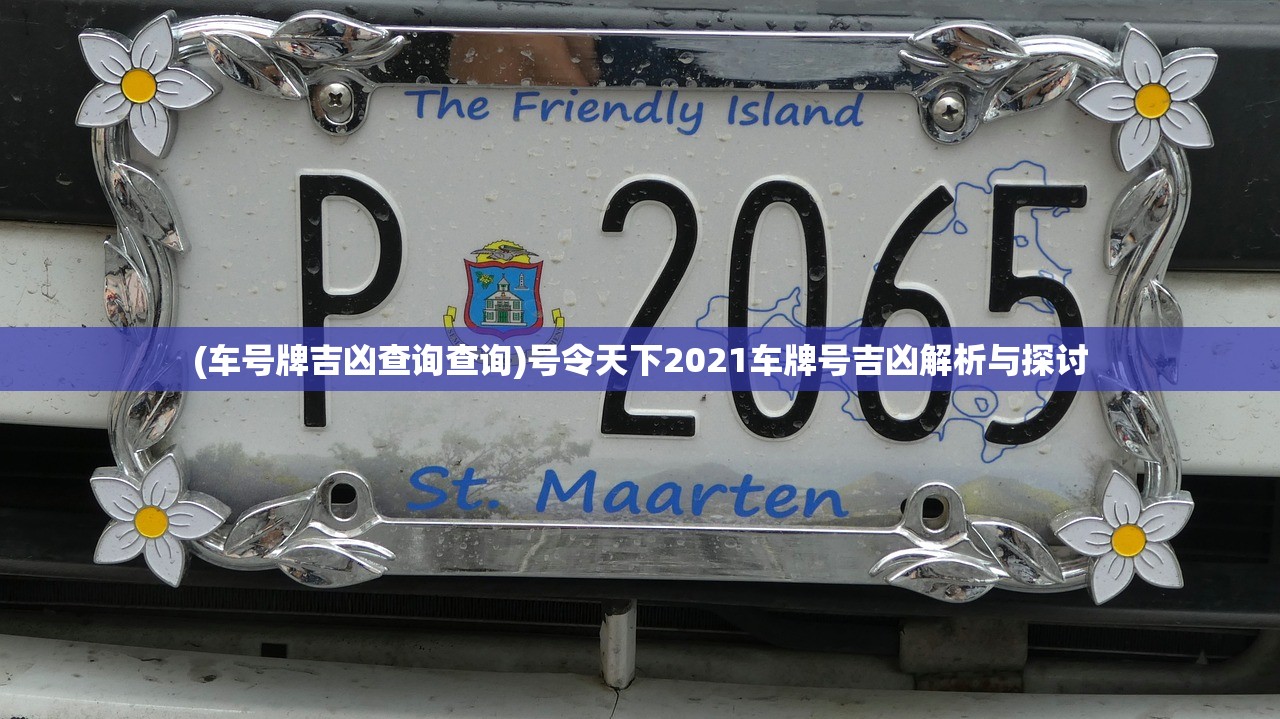 The Friendly Island
P 2065
(车号牌吉凶查询查询)号令天下2021车牌号吉凶解析与探讨
St. Maarten